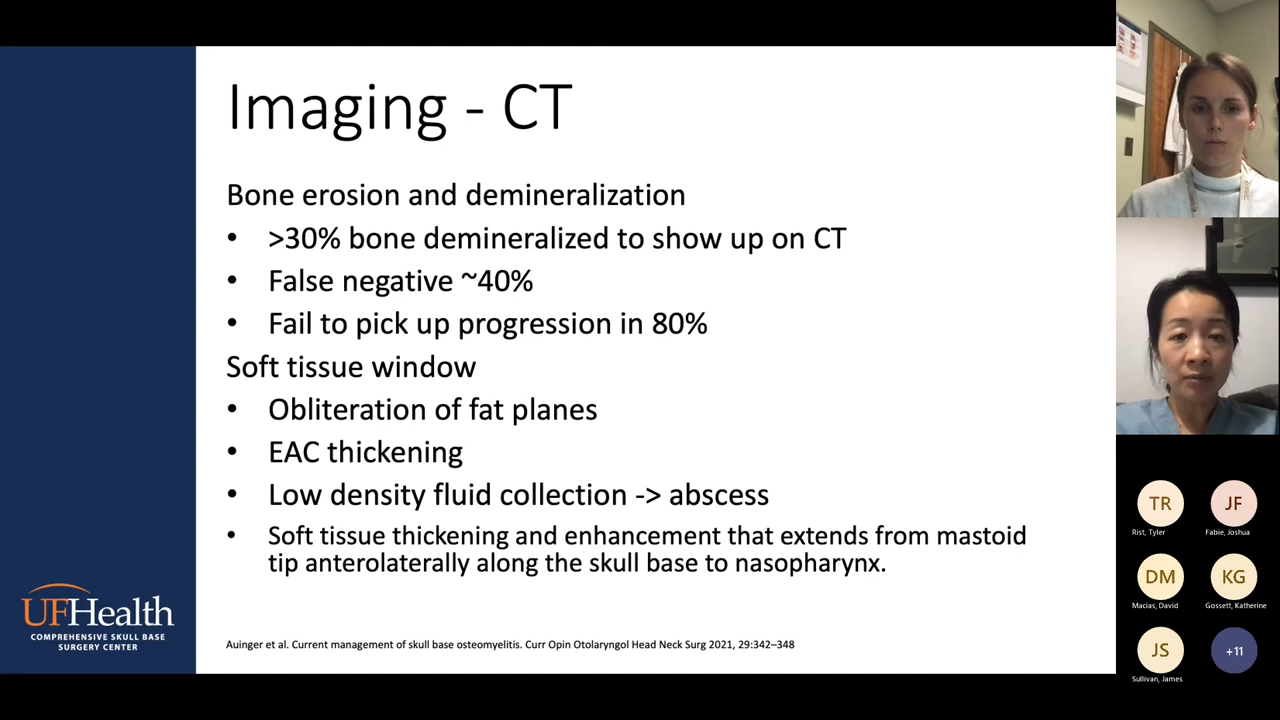 Imaging - CT
Bone erosion and demineralization
• >30% bone demineralized to show up on CT
• False negative ~40%
• Fail to pick up progression in 80%
Soft tissue window
• Obliteration of fat planes
• EAC thickening
• Low density fluid collection -> abscess
• Soft tissue thickening and enhancement that extends from mastoid
tip anterolaterally along the skull base to nasopharynx.
Auinger et al. Current management of skull base osteomyelitis. Curr Opin Otolaryngol Head Neck Surg 2021, 29:342–348
UFHealth
COMPREHENSIVE SKULL BASE
SURGERY CENTER
TR
Rist, Tyler
JF
Fabie, Joshua
DM
Macias, David
KG
Gossett, Katherine
JS
Sullivan, James
+11